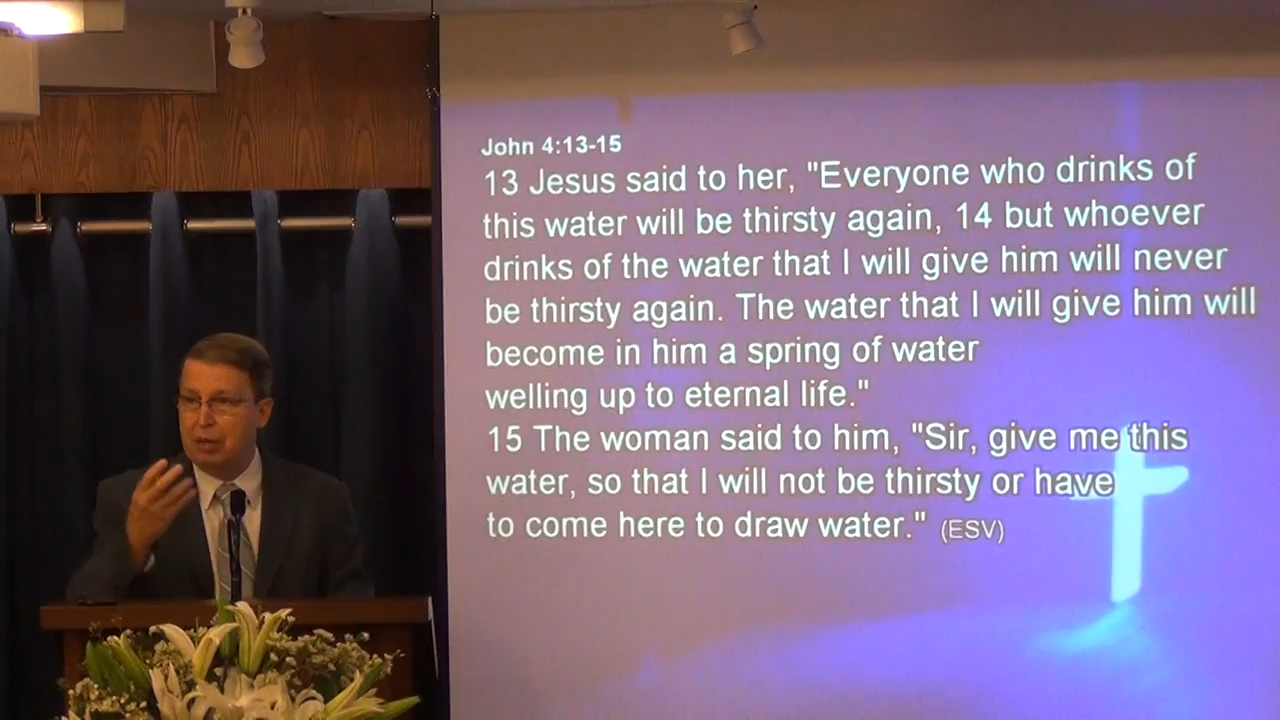 John 4:13-15
13 Jesus said to her, "Everyone who drinks of
this water will be thirsty again, 14 but whoever
drinks of the water that I will give him will never
be thirsty again. The water that I will give him will
become in him a spring of water
welling up to eternal life."
15 The woman said to him, "Sir, give me this
water, so that I will not be thirsty or have
to come here to draw water." (ESV)